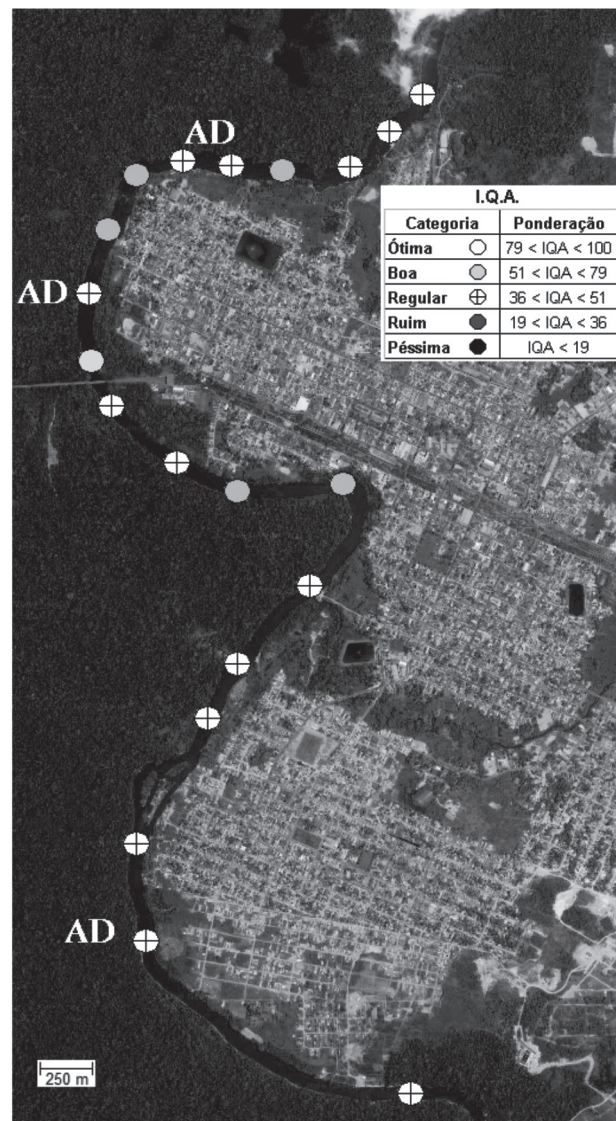 AD
I.Q.A.
Categoria Ponderação
Ótima 79 < IQA < 100
Boa 51 < IQA < 79
AD
Regular 36 < IQA < 51
Ruim 19 < IQA < 36
Péssima IQA < 19
AD
250 m